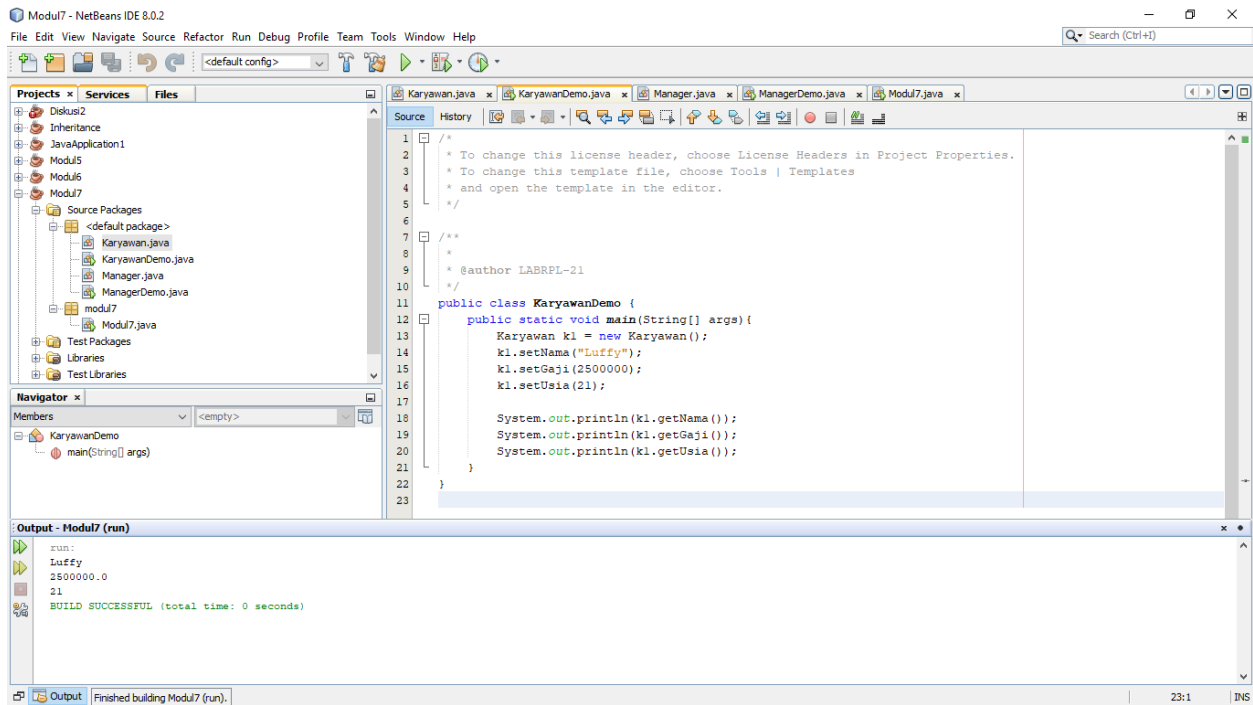 Modul7 - NetBeans IDE 8.0.2
File Edit View Navigate Source Refactor Run Debug Profile Team Tools Window Help
Search (Ctrl+I)
<default config>
Projects Services Files
Diskusi2
Inheritance
JavaApplication1
Modul5
Modul6
Modul7
Source Packages
<default package>
Karyawan.java
KaryawanDemo.java
Manager.java
ManagerDemo.java
modul7
Modul7.java
Test Packages
Libraries
Test Libraries
Navigator
Members <empty>
KaryawanDemo
main(String[] args)
Karyawan.java KaryawanDemo.java Manager.java ManagerDemo.java Modul7.java
Source History
1 /*
2 * To change this license header, choose License Headers in Project Properties.
3 * To change this template file, choose Tools | Templates
4 * and open the template in the editor.
5 */
6
7 /**
8 *
9 * @author LABRPL-21
10 */
11 public class KaryawanDemo {
12 public static void main(String[] args){
13 Karyawan k1 = new Karyawan();
14 k1.setNama("Luffy");
15 k1.setGaji(2500000);
16 k1.setUsia(21);
17
18 System.out.println(k1.getNama());
19 System.out.println(k1.getGaji());
20 System.out.println(k1.getUsia());
21 }
22 }
23
Output - Modul7 (run)
run:
Luffy
2500000.0
21
BUILD SUCCESSFUL (total time: 0 seconds)
Output Finished building Modul7 (run).
23:1 INS